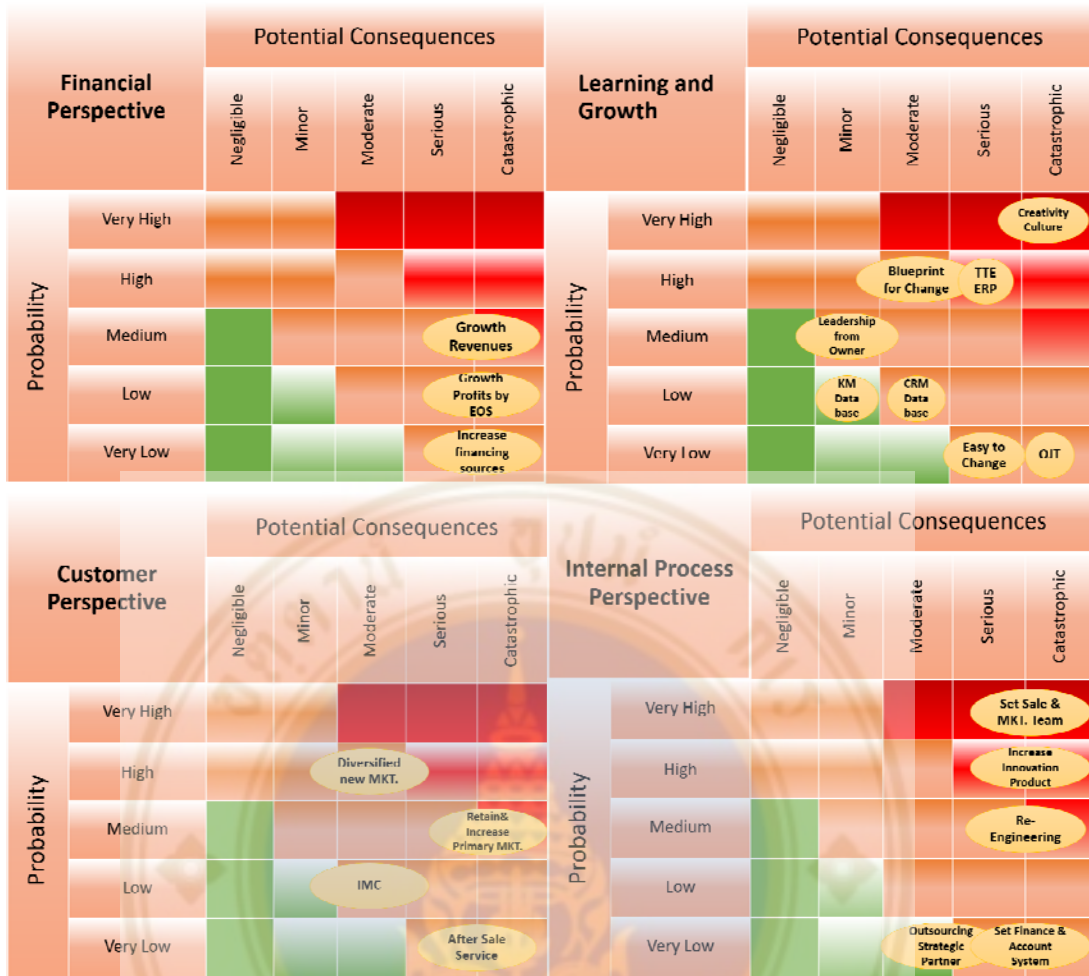 Financial
Perspective
Potential Consequences
Negligible
Minor
Moderate
Serious
Catastrophic
Probability
Very High
High
Medium
Low
Very Low
Growth
Revenues
Growth
Profits by
EOS
Increase
financing
sources
Learning and
Growth
Potential Consequences
Negligible
Minor
Moderate
Serious
Catastrophic
Probability
Very High
High
Medium
Low
Very Low
Creativity
Culture
Blueprint
for Change
TTE
ERP
Leadership
from
Owner
KM
Data
base
CRM
Data
base
Easy to
Change
OJT
Customer
Perspective
Potential Consequences
Negligible
Minor
Moderate
Serious
Catastrophic
Probability
Very High
High
Medium
Low
Very Low
Diversified
new MKT.
Retain&
Increase
Primary MKT.
IMC
After Sale
Service
Internal Process
Perspective
Potential Consequences
Negligible
Minor
Moderate
Serious
Catastrophic
Probability
Very High
High
Medium
Low
Very Low
Set Sale &
MKT. Team
Increase
Innovation
Product
Re-
Engineering
Outsourcing
Strategic
Partner
Set Finance &
Account
System